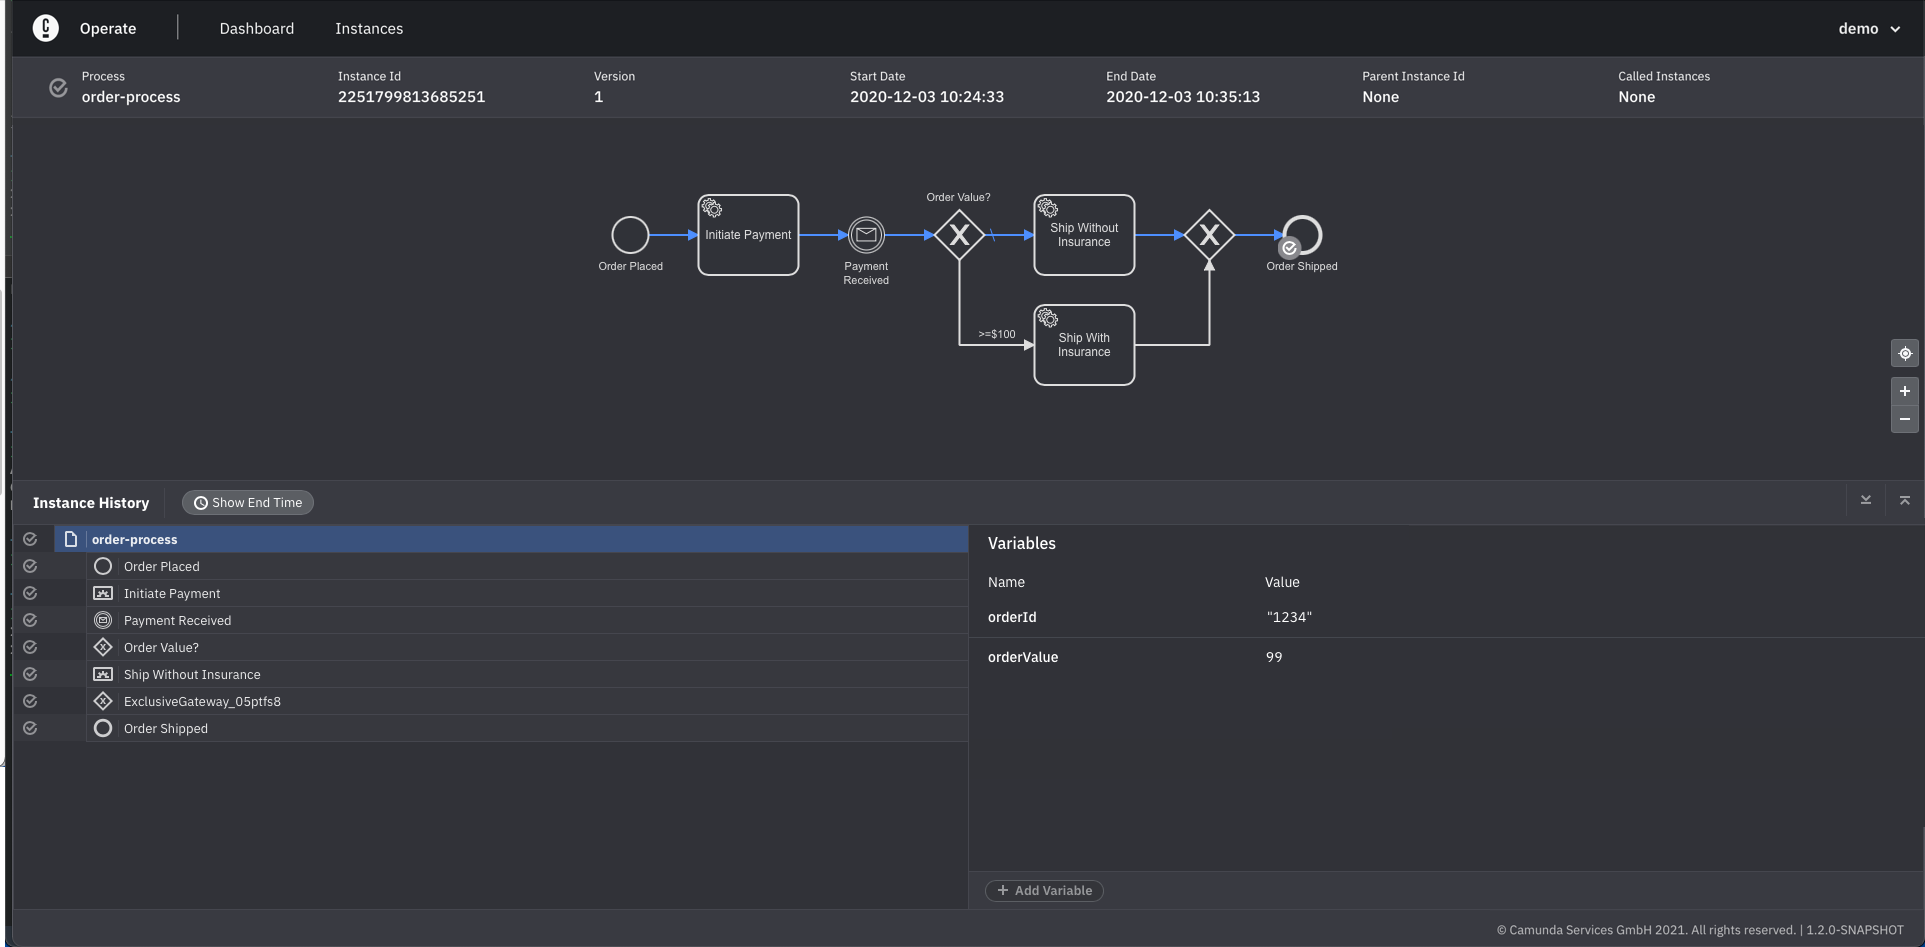 Operate Dashboard Instances demo
Process Instance Id Version Start Date End Date Parent Instance Id Called Instances
order-process 2251799813685251 1 2020-12-03 10:24:33 2020-12-03 10:35:13 None None
Order Value?
Initiate Payment
Ship Without
Insurance
Order Placed
Payment
Received
Order Shipped
>=$100
Ship With
Insurance
Instance History Show End Time
order-process
Order Placed
Initiate Payment
Payment Received
Order Value?
Ship Without Insurance
ExclusiveGateway_05ptfs8
Order Shipped
Variables
Name Value
orderId "1234"
orderValue 99
+ Add Variable
© Camunda Services GmbH 2021. All rights reserved. | 1.2.0-SNAPSHOT